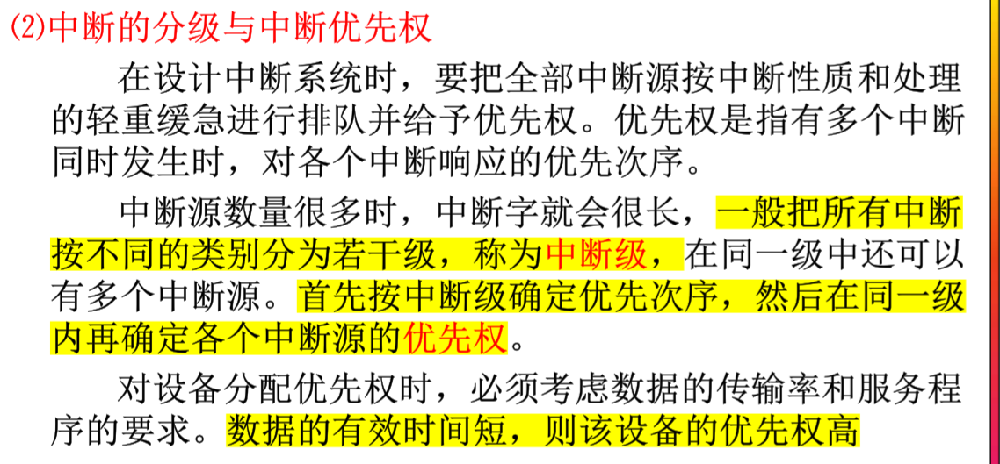 ⑵中断的分级与中断优先权
在设计中断系统时，要把全部中断源按中断性质和处理
的轻重缓急进行排队并给予优先权。优先权是指有多个中断
同时发生时，对各个中断响应的优先次序。
中断源数量很多时，中断字就会很长，一般把所有中断
按不同的类别分为若干级，称为中断级，在同一级中还可以
有多个中断源。首先按中断级确定优先次序，然后在同一级
内再确定各个中断源的优先权。
对设备分配优先权时，必须考虑数据的传输率和服务程
序的要求。数据的有效时间短，则该设备的优先权高